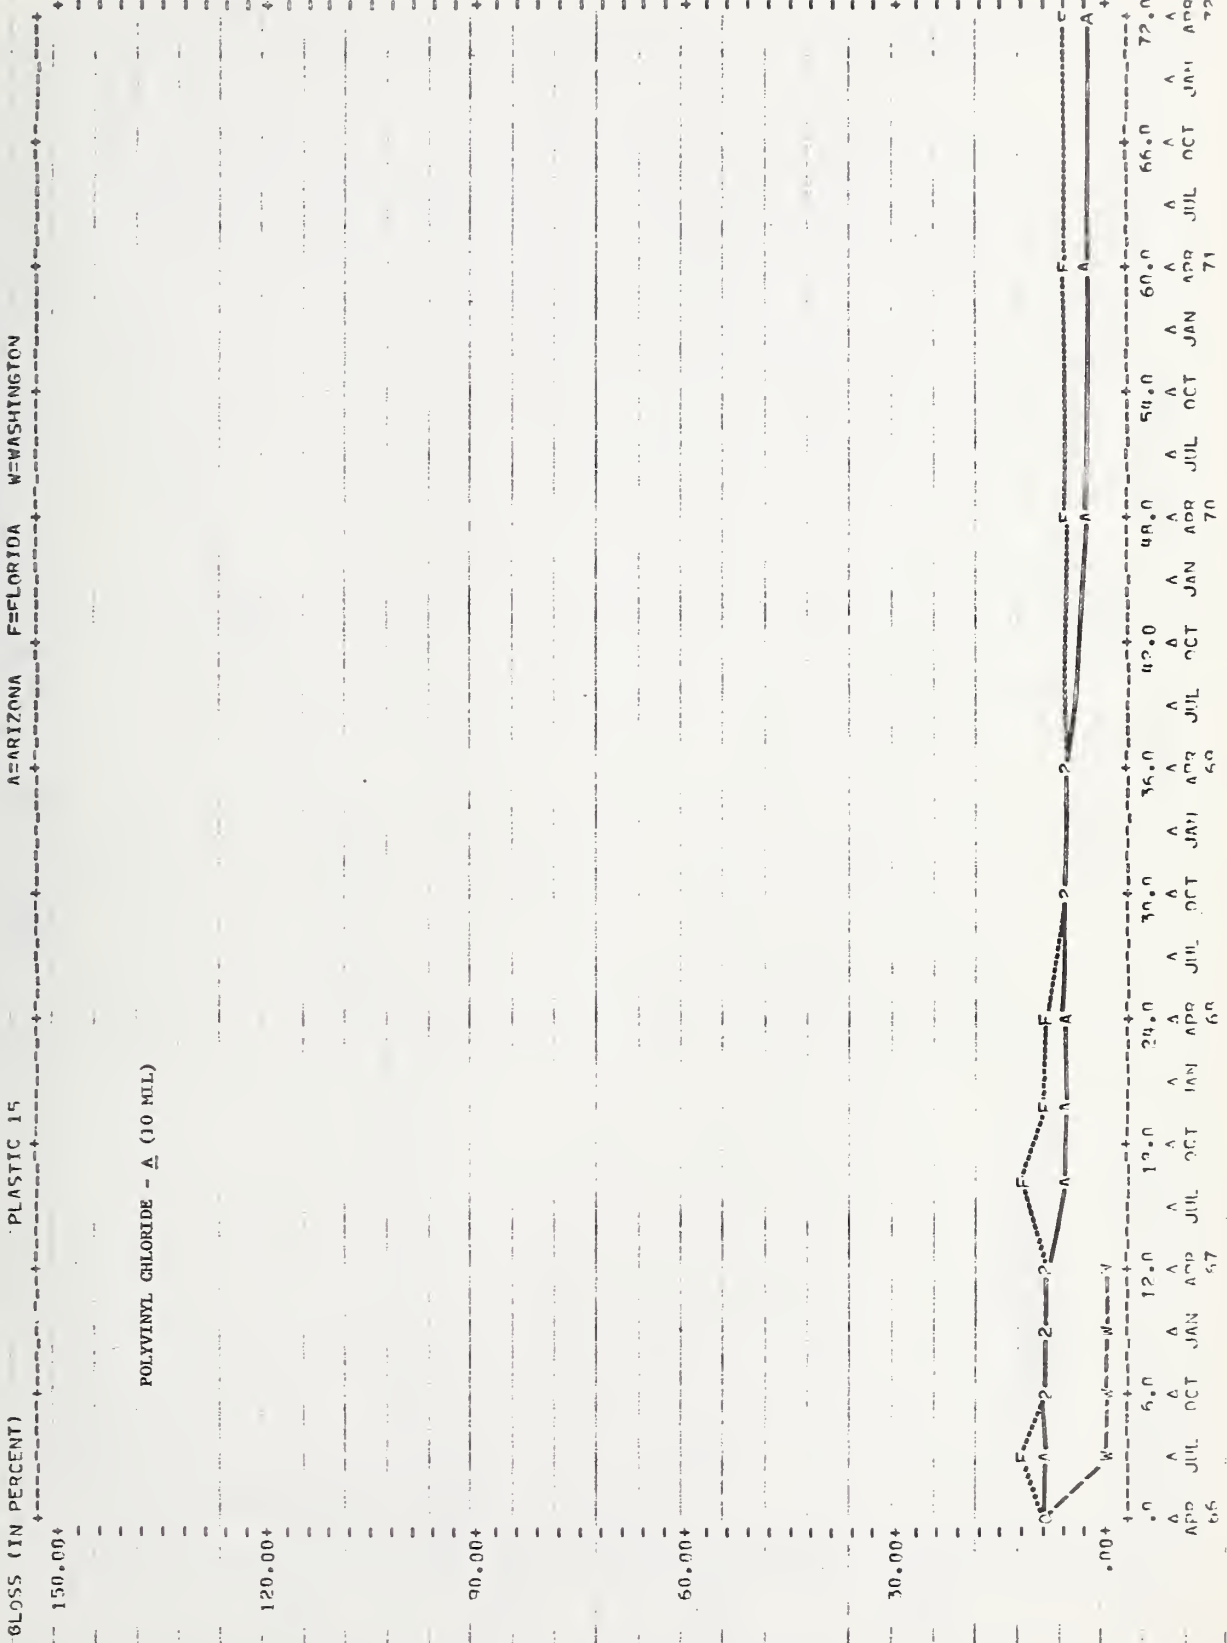 GLOSS (IN PERCENT) PLASTIC 15 A=ARIZONA F=FLORIDA W=WASHINGTON
150.00+
POLYVINYL CHLORIDE - A (10 MIL)
120.00+
90.00+
60.00+
30.00+
.00+
.0 6.0 12.0 24.0 36.0 42.0 48.0 54.0 60.0 66.0 72.0
APR JUL OCT JAN APR JUL OCT JAN APR JUL OCT JAN APR JUL OCT JAN APR JUL OCT JAN APR JUL OCT JAN APR
66 67 70 71 72